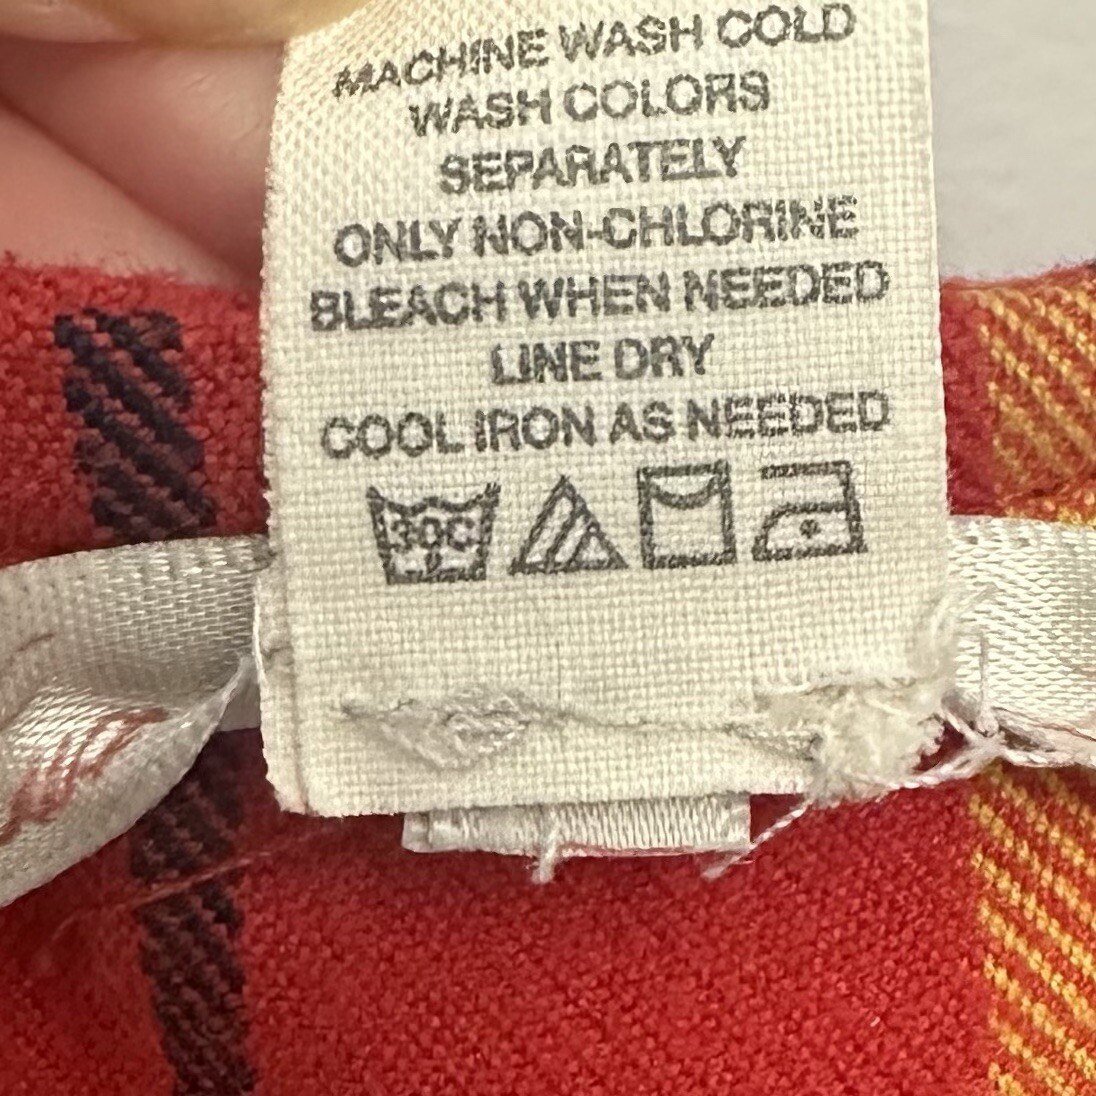 MACHINE WASH COLD
WASH COLORS
SEPARATELY
ONLY NON-CHLORINE
BLEACH WHEN NEEDED
LINE DRY
COOL IRON AS NEEDED
30C